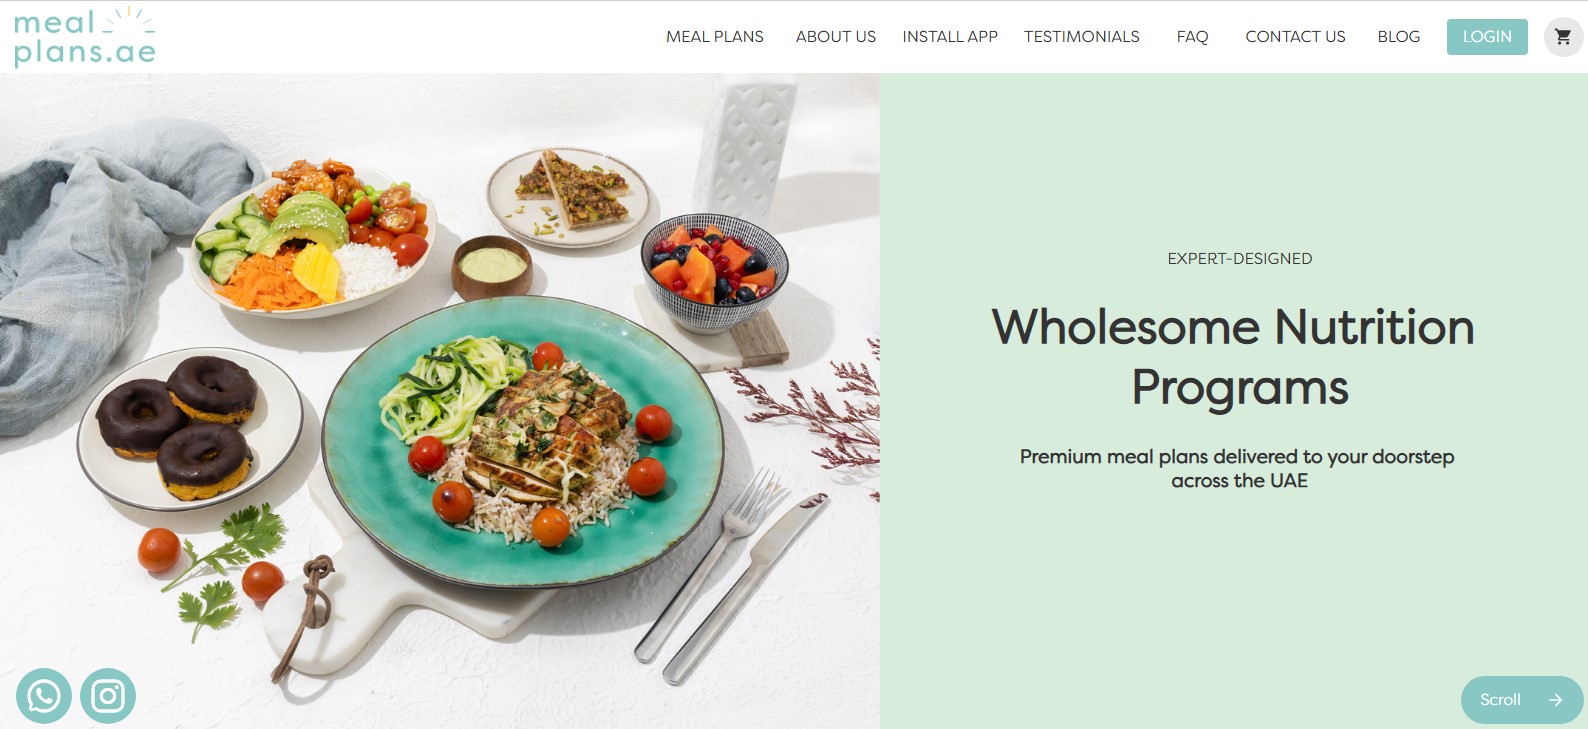 meal
plans.ae
MEAL PLANS
ABOUT US
INSTALL APP
TESTIMONIALS
FAQ
CONTACT US
BLOG
LOGIN
EXPERT-DESIGNED
Wholesome Nutrition
Programs
Premium meal plans delivered to your doorstep
across the UAE
Scroll